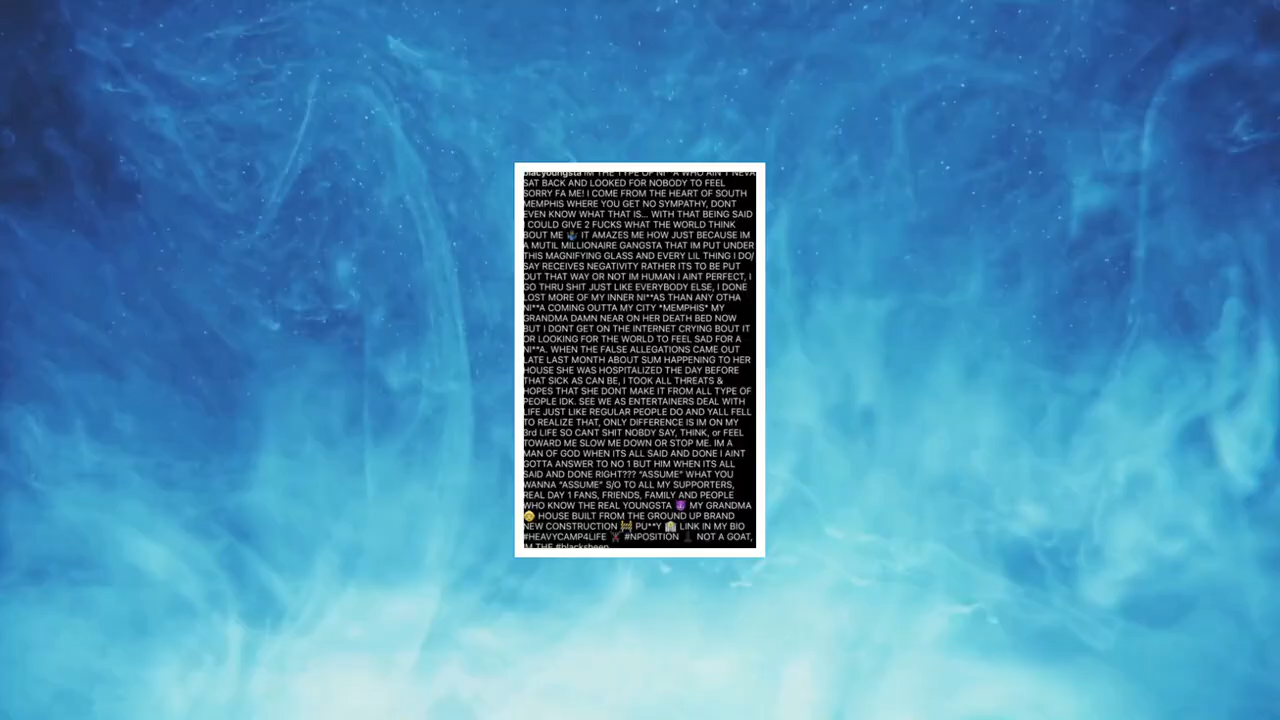 blacyoungsta IM THE TYPE OF NI**A WHO AIN'T NEVA
SAT BACK AND LOOKED FOR NOBODY TO FEEL
SORRY FA ME! I COME FROM THE HEART OF SOUTH
MEMPHIS WHERE YOU GET NO SYMPATHY, DONT
EVEN KNOW WHAT THAT IS... WITH THAT BEING SAID
I COULD GIVE 2 FUCKS WHAT THE WORLD THINK
BOUT ME 🤷🏿‍♂️ IT AMAZES ME HOW JUST BECAUSE IM
A MUTIL MILLIONAIRE GANGSTA THAT IM PUT UNDER
THIS MAGNIFYING GLASS AND EVERY LIL THING I DO/
SAY RECEIVES NEGATIVITY RATHER ITS TO BE PUT
OUT THAT WAY OR NOT IM HUMAN I AINT PERFECT, I
GO THRU SHIT JUST LIKE EVERYBODY ELSE, I DONE
LOST MORE OF MY INNER NI**AS THAN ANY OTHA
NI**A COMING OUTTA MY CITY *MEMPHIS* MY
GRANDMA DAMN NEAR ON HER DEATH BED NOW
BUT I DONT GET ON THE INTERNET CRYING BOUT IT
OR LOOKING FOR THE WORLD TO FEEL SAD FOR A
NI**A. WHEN THE FALSE ALLEGATIONS CAME OUT
LATE LAST MONTH ABOUT SUM HAPPENING TO HER
HOUSE SHE WAS HOSPITALIZED THE DAY BEFORE
THAT SICK AS CAN BE, I TOOK ALL THREATS &
HOPES THAT SHE DONT MAKE IT FROM ALL TYPE OF
PEOPLE IDK. SEE WE AS ENTERTAINERS DEAL WITH
LIFE JUST LIKE REGULAR PEOPLE DO AND YALL FELL
TO REALIZE THAT, ONLY DIFFERENCE IS IM ON MY
3rd LIFE SO CANT SHIT NOBDY SAY, THINK, or FEEL
TOWARD ME SLOW ME DOWN OR STOP ME. IM A
MAN OF GOD WHEN ITS ALL SAID AND DONE I AINT
GOTTA ANSWER TO NO 1 BUT HIM WHEN ITS ALL
SAID AND DONE RIGHT??? “ASSUME” WHAT YOU
WANNA “ASSUME” S/O TO ALL MY SUPPORTERS,
REAL DAY 1 FANS, FRIENDS, FAMILY AND PEOPLE
WHO KNOW THE REAL YOUNGSTA 😈 MY GRANDMA
👵 HOUSE BUILT FROM THE GROUND UP BRAND
NEW CONSTRUCTION 🚧 PU**Y LINK IN MY BIO
#HEAVYCAMP4LIFE #NPOSITION NOT A GOAT,
IM THE #blacksheep